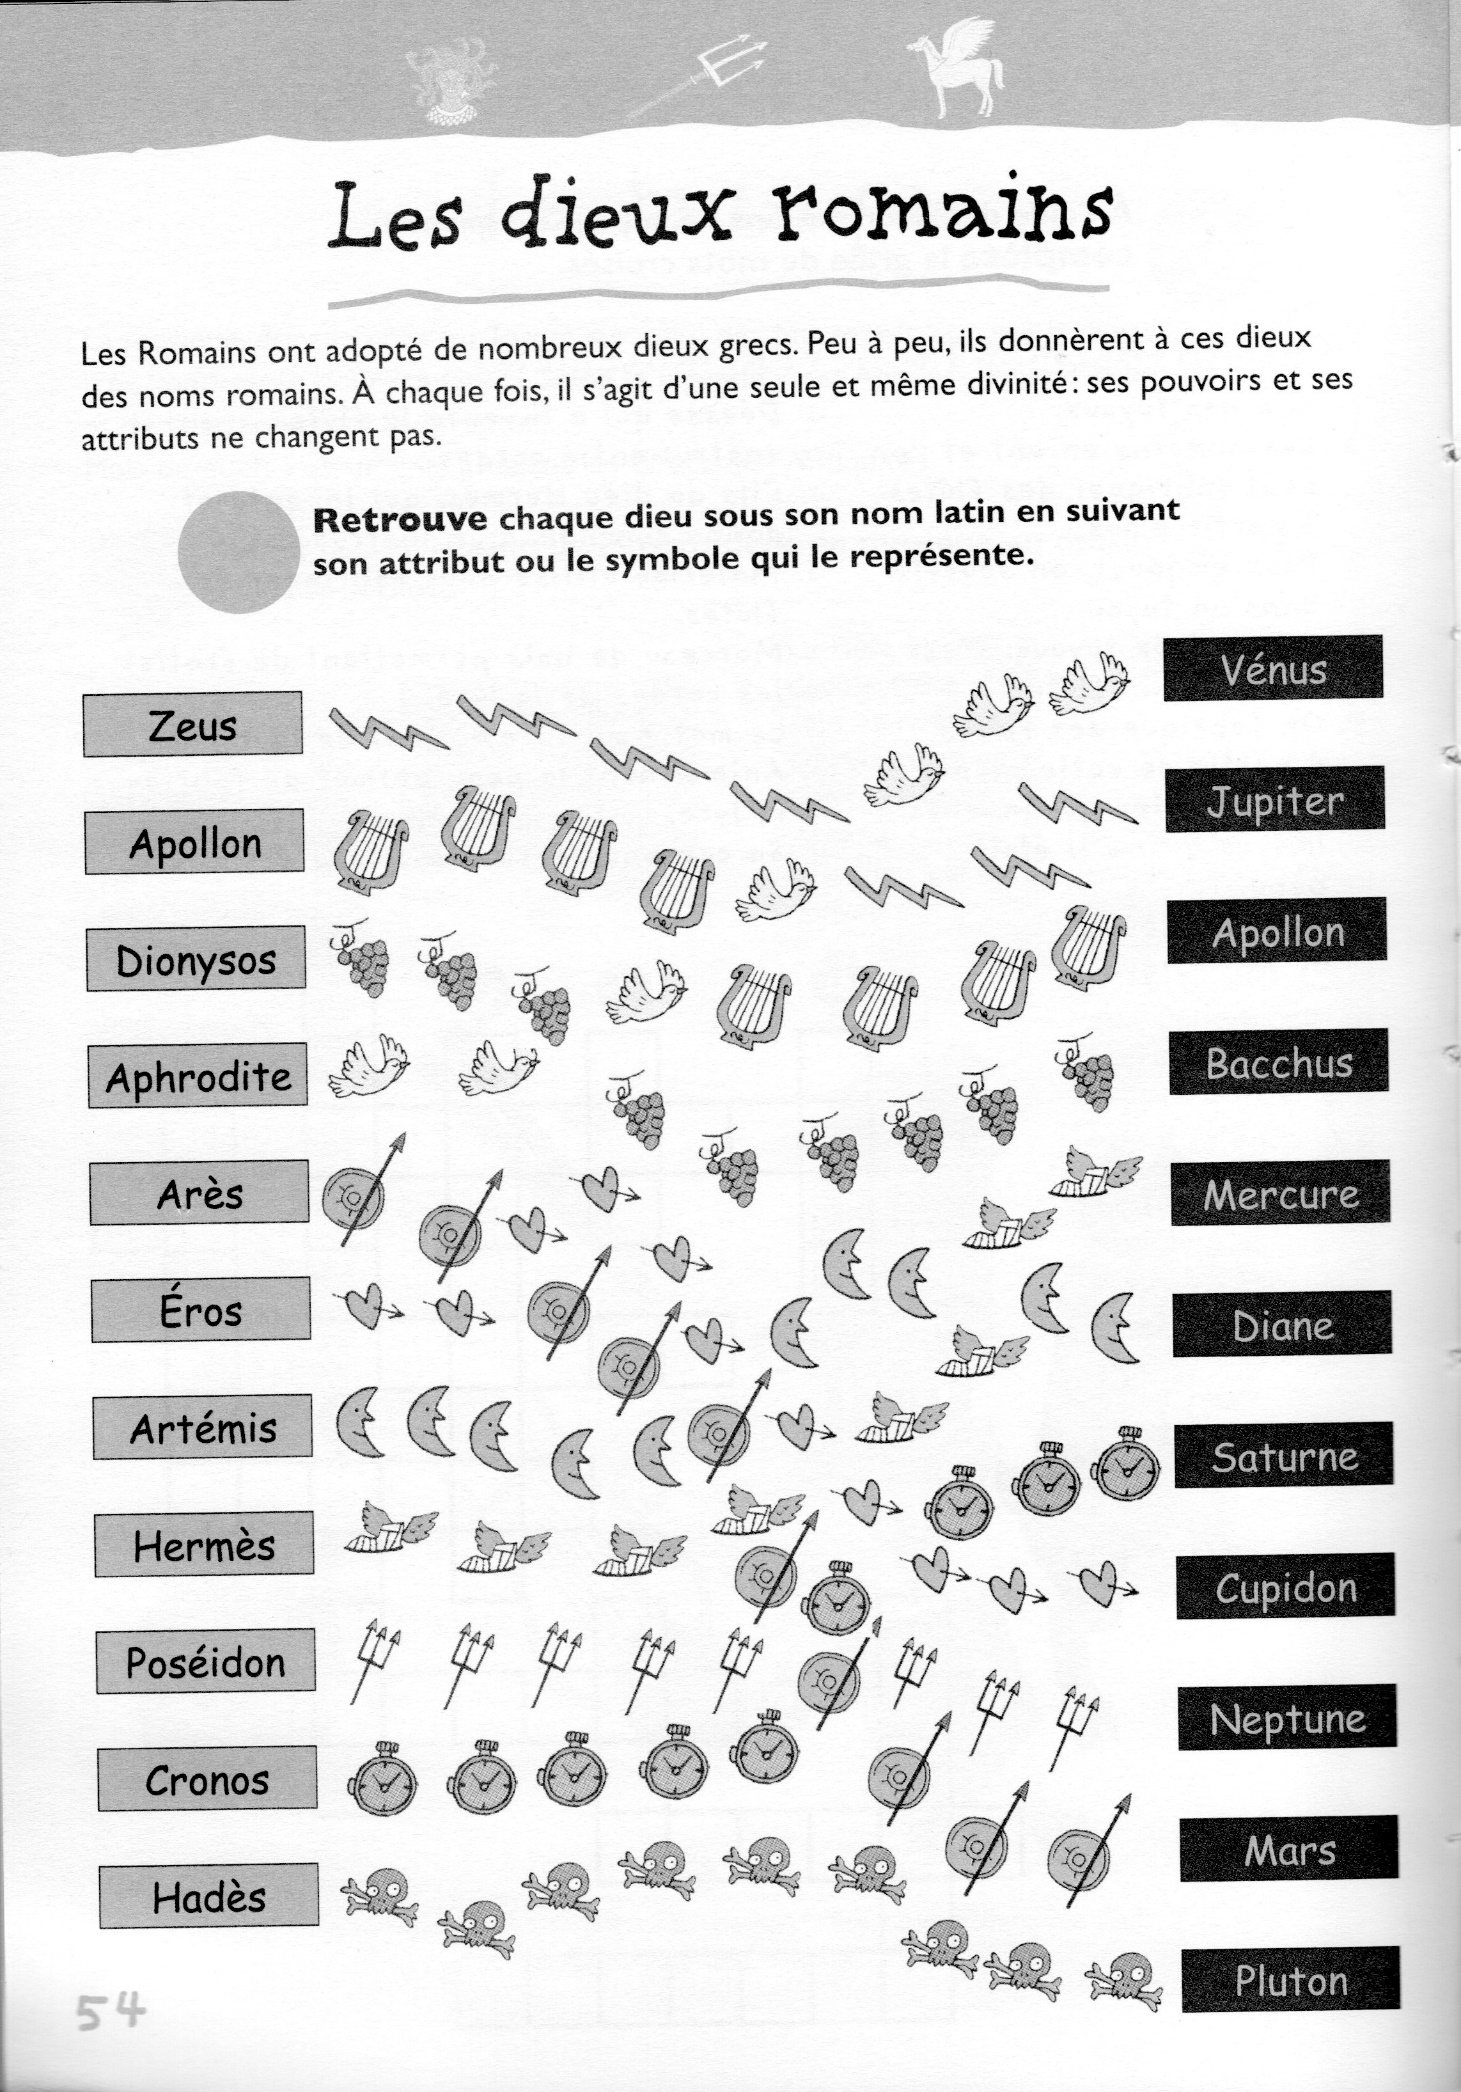 Les dieux romains
Les Romains ont adopté de nombreux dieux grecs. Peu à peu, ils donnèrent à ces dieux
des noms romains. À chaque fois, il s'agit d'une seule et même divinité : ses pouvoirs et ses
attributs ne changent pas.
Retrouve chaque dieu sous son nom latin en suivant
son attribut ou le symbole qui le représente.
Zeus
Apollon
Dionysos
Aphrodite
Arès
Éros
Artémis
Hermès
Poséidon
Cronos
Hadès
Vénus
Jupiter
Apollon
Bacchus
Mercure
Diane
Saturne
Cupidon
Neptune
Mars
Pluton
54